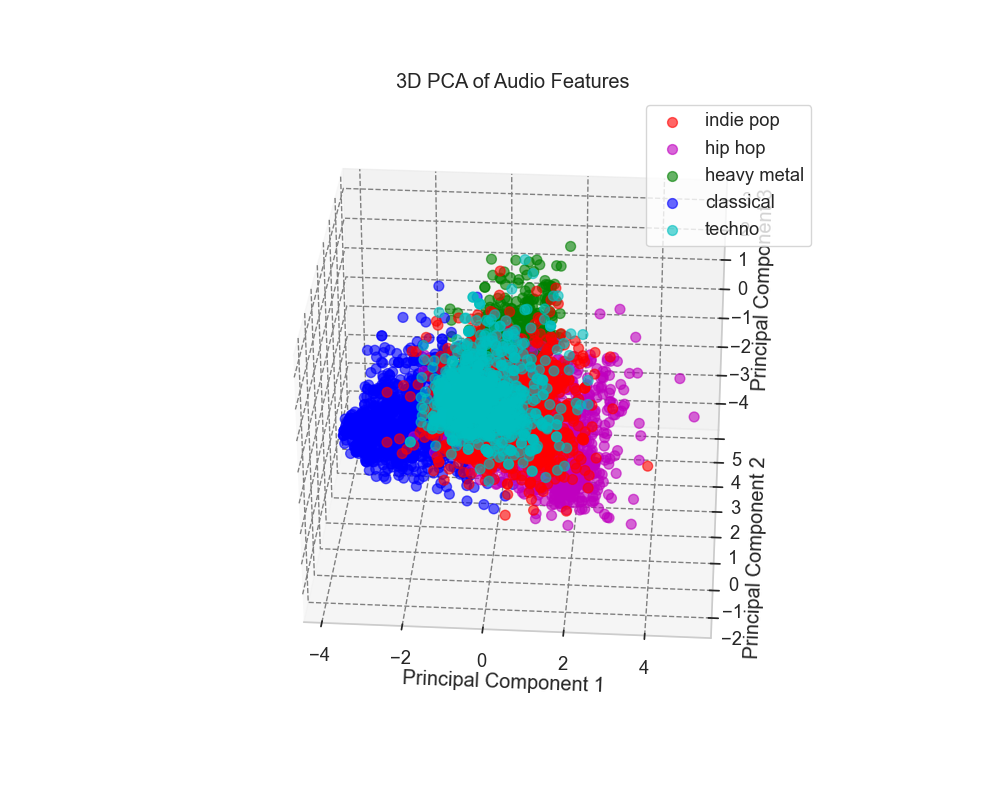 3D PCA of Audio Features
indie pop
hip hop
heavy metal
classical
techno
1
0
−1
−2
−3
−4
Principal Component 3
5
4
3
2
1
0
−1
−2
Principal Component 2
−4
−2
0
2
4
Principal Component 1